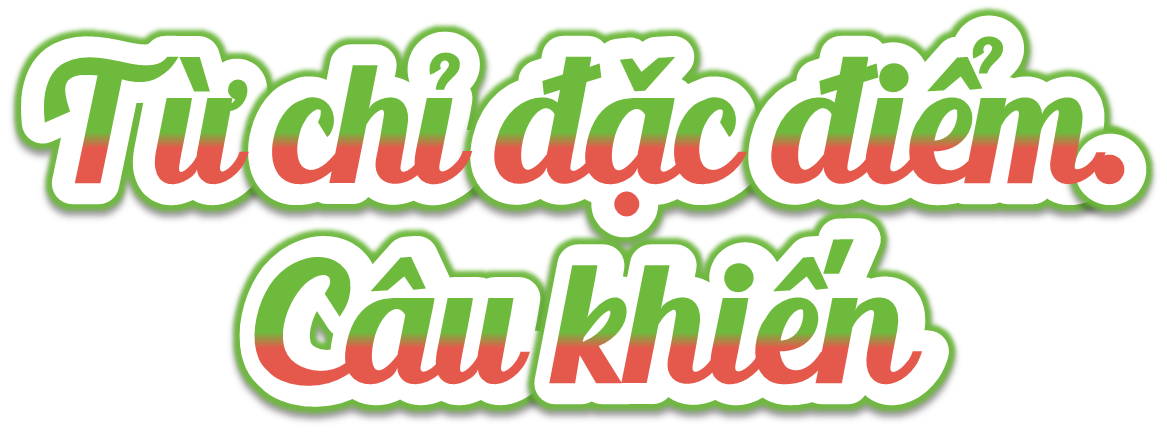 Từ chỉ đặc điểm.
Câu khiến